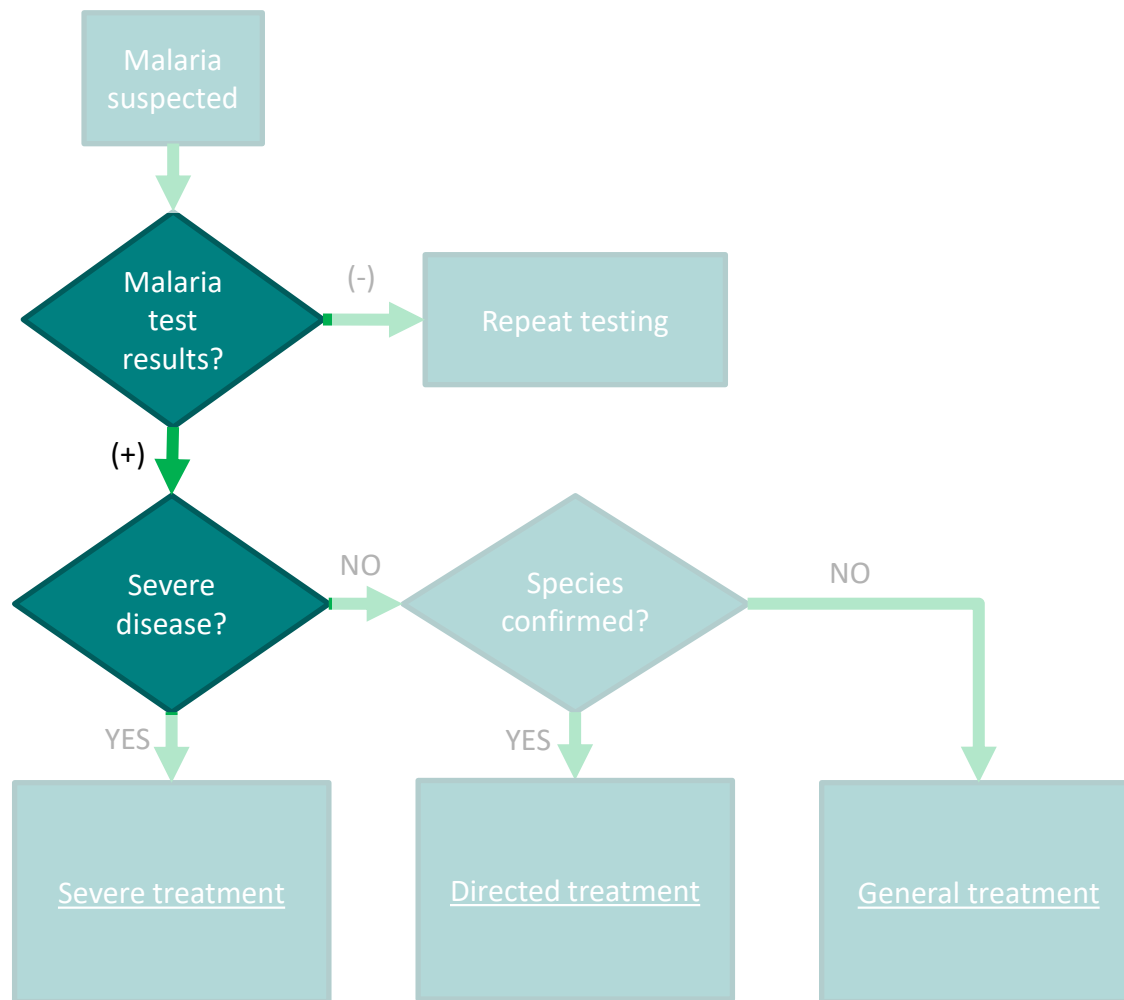 Malaria
suspected
Malaria
test
results?
(-)
Repeat testing
(+)
Severe
disease?
NO
Species
confirmed?
NO
YES
YES
Severe treatment
Directed treatment
General treatment